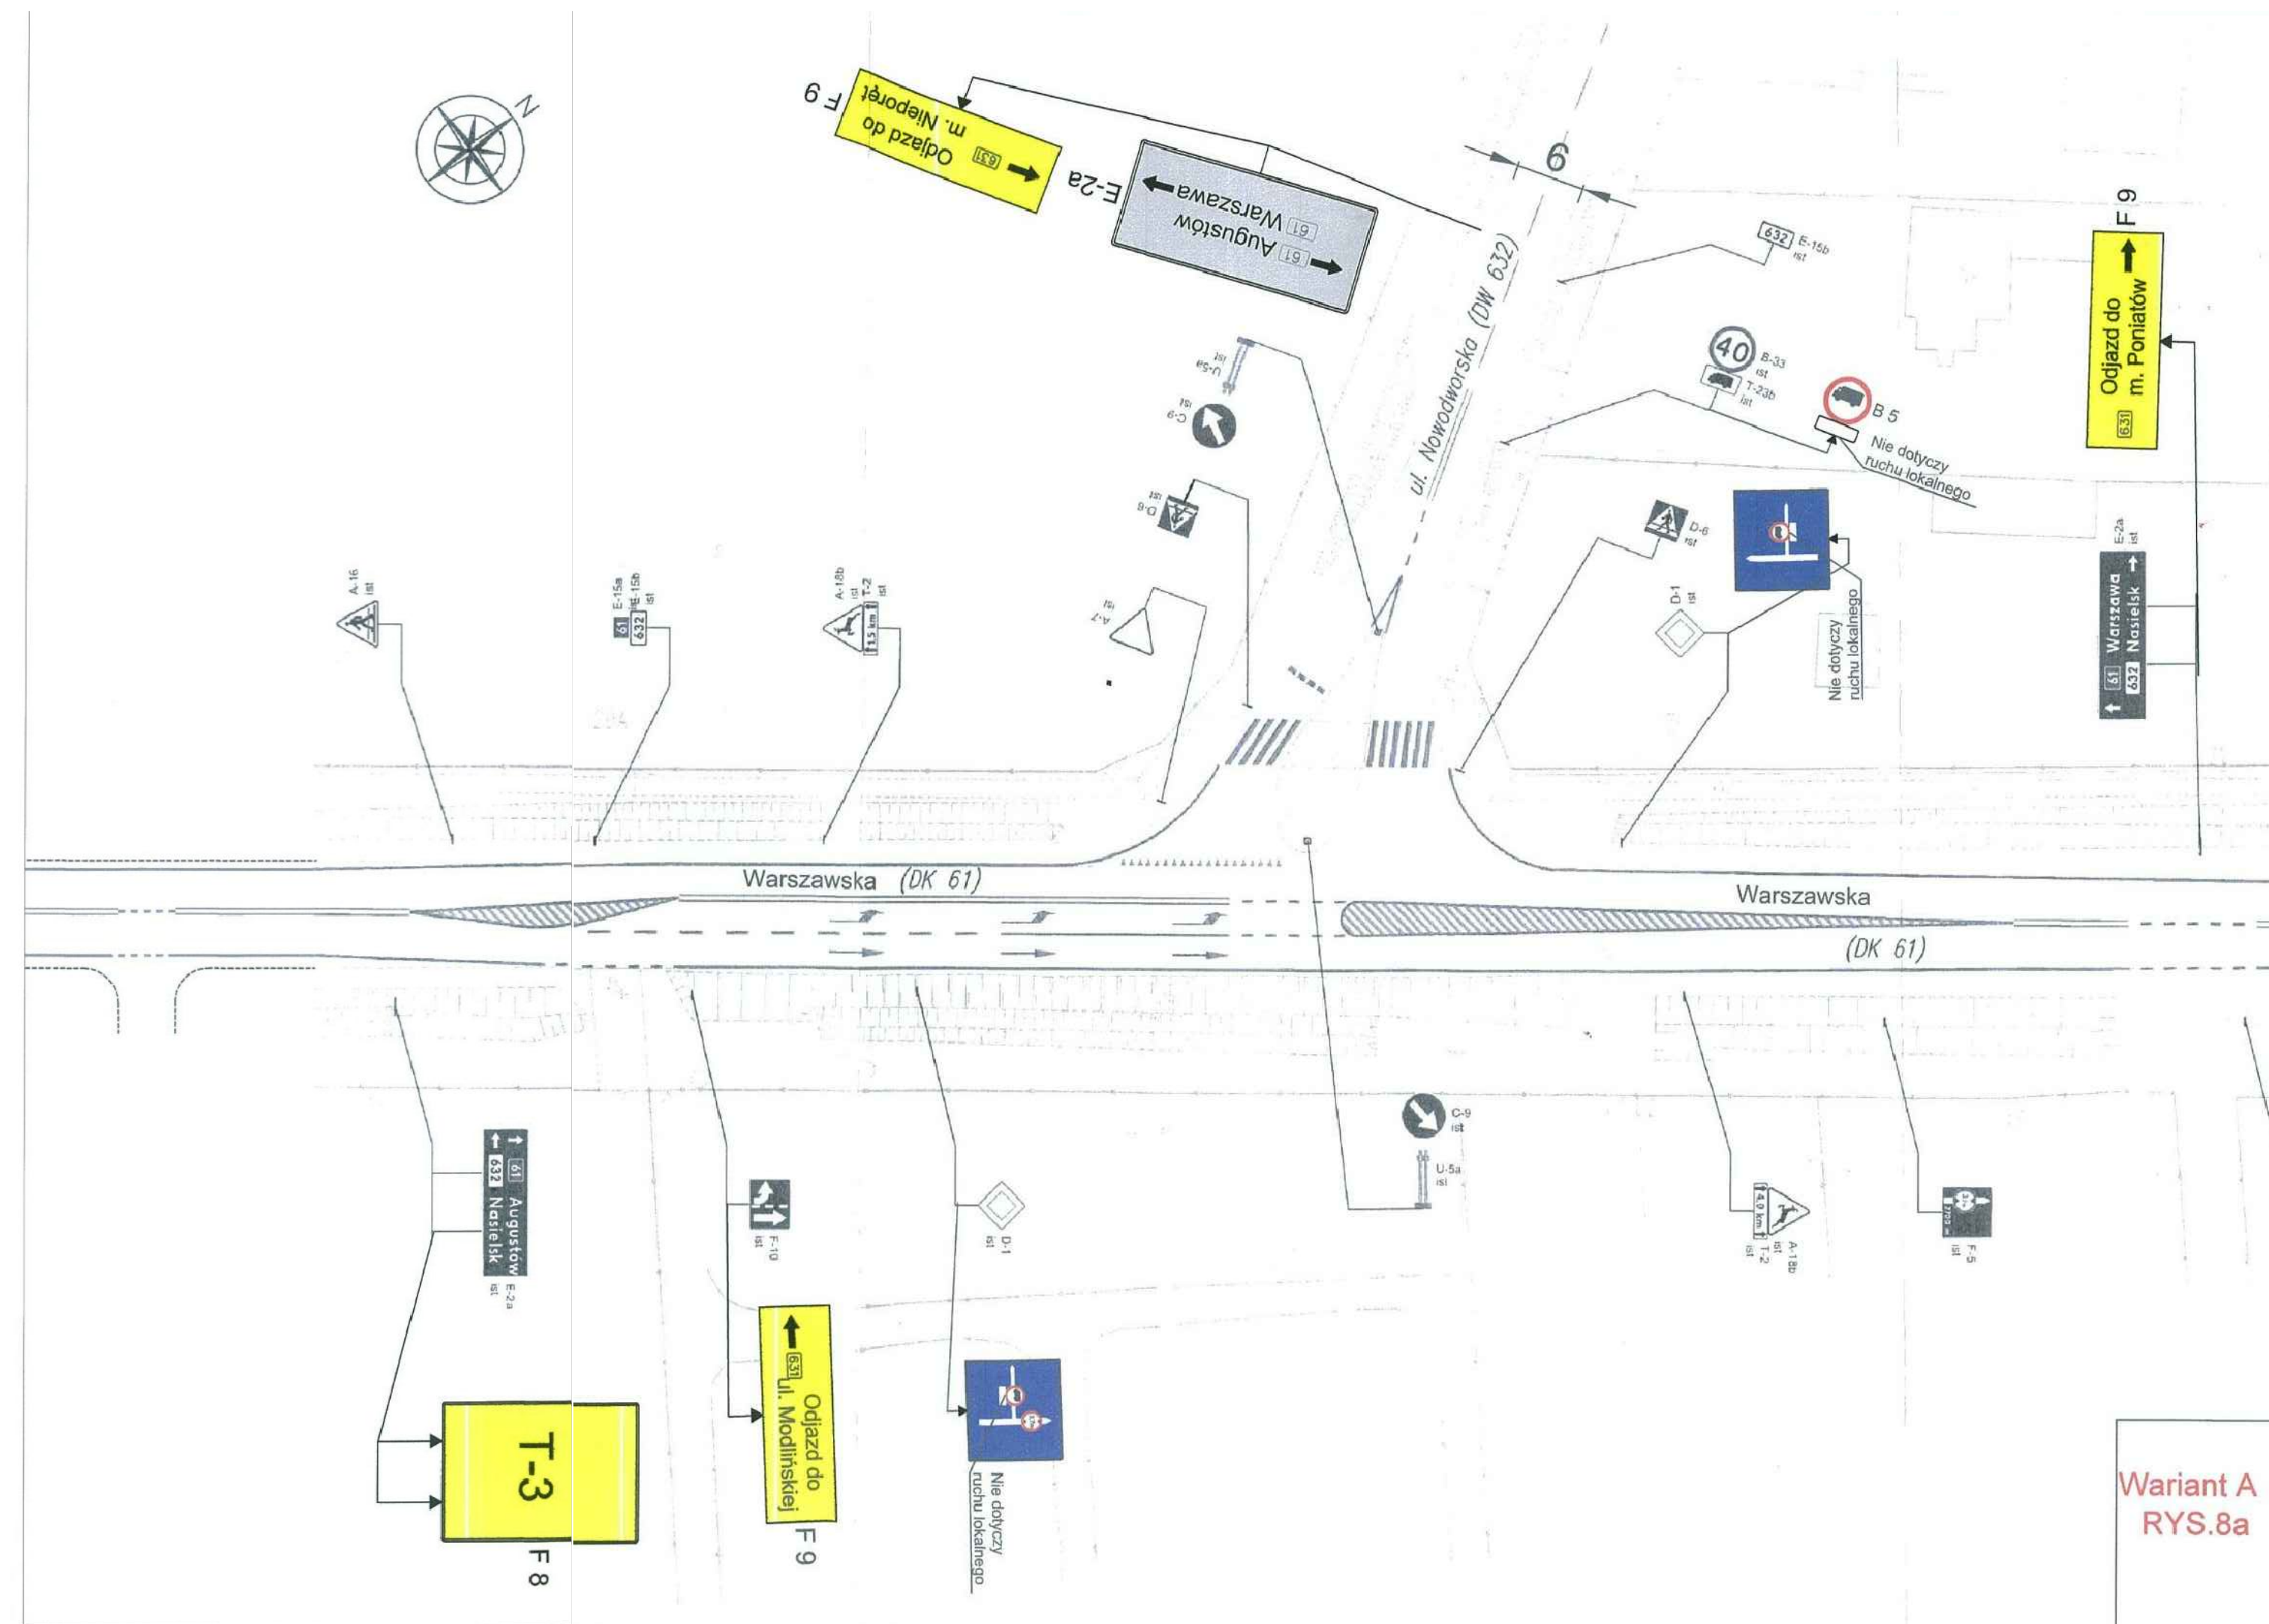 N
F 9
Odjazd do
631 m. Nieporęt
E-2a
61 Augustów
61 Warszawa
6
ul. Nowodworska (DW 632)
632
E-15b
ist
F 9
Odjazd do
631 m. Poniatów
40
B-33
ist
T-23b
ist
B 5
Nie dotyczy
ruchu lokalnego
U-5a
ist
C-9
ist
D-6
ist
A-7
ist
D-6
ist
D-1
ist
Nie dotyczy
ruchu lokalnego
E-2a
ist
61 Warszawa
632 Nasielsk
A-16
ist
E-15a
E-15b
ist
61
632
A-18b
ist
T-2
ist
1.5 km
Warszawska (DK 61)
Warszawska
(DK 61)
61 Augustów
632 Nasielsk
E-2a
ist
T-3
F 8
F-10
ist
Odjazd do
631 ul. Modlińskiej
F 9
D-1
ist
Nie dotyczy
ruchu lokalnego
C-9
ist
U-5a
ist
4.0 km
A-18b
ist
T-2
ist
F-5
ist
Wariant A
RYS.8a